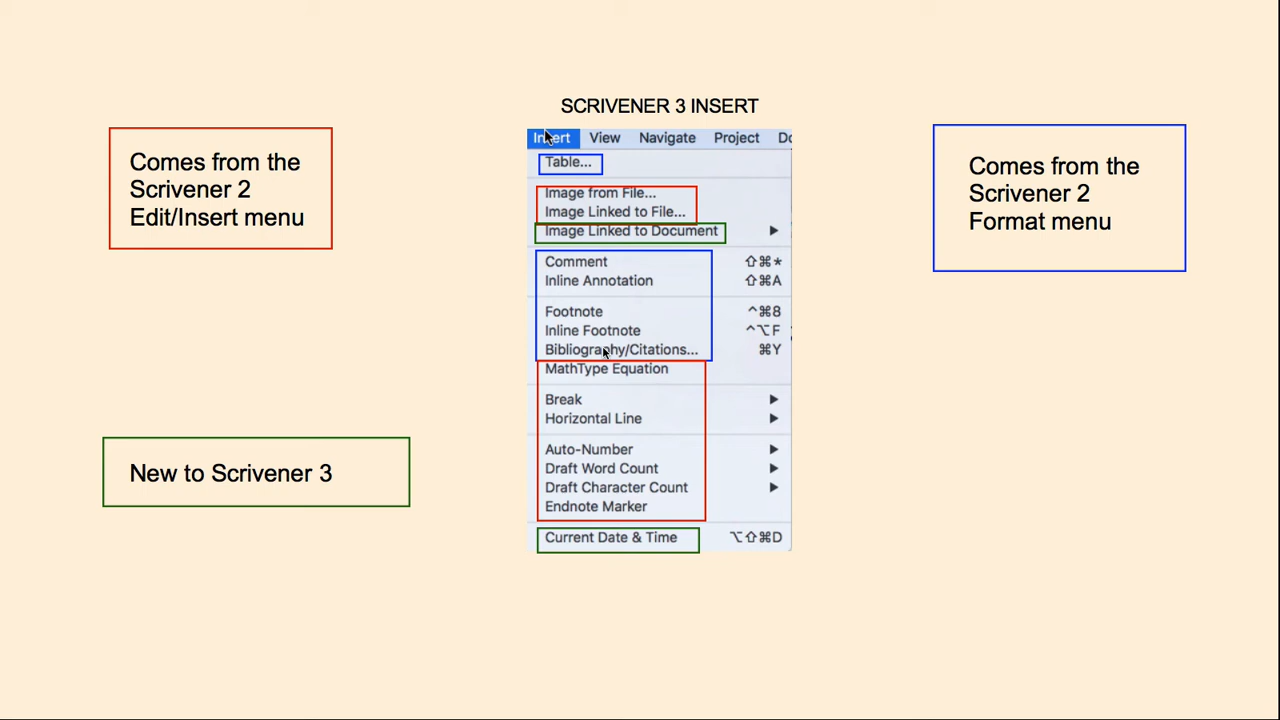 SCRIVENER 3 INSERT
Comes from the
Scrivener 2
Edit/Insert menu
New to Scrivener 3
Insert View Navigate Project Do
Table...
Image from File...
Image Linked to File...
Image Linked to Document ▶
Comment ⇧⌘*
Inline Annotation ⇧⌘A
Footnote ^⌘8
Inline Footnote ^⌥F
Bibliography/Citations... ⌘Y
MathType Equation
Break ▶
Horizontal Line ▶
Auto-Number ▶
Draft Word Count ▶
Draft Character Count ▶
Endnote Marker
Current Date & Time ⌥⇧⌘D
Comes from the
Scrivener 2
Format menu